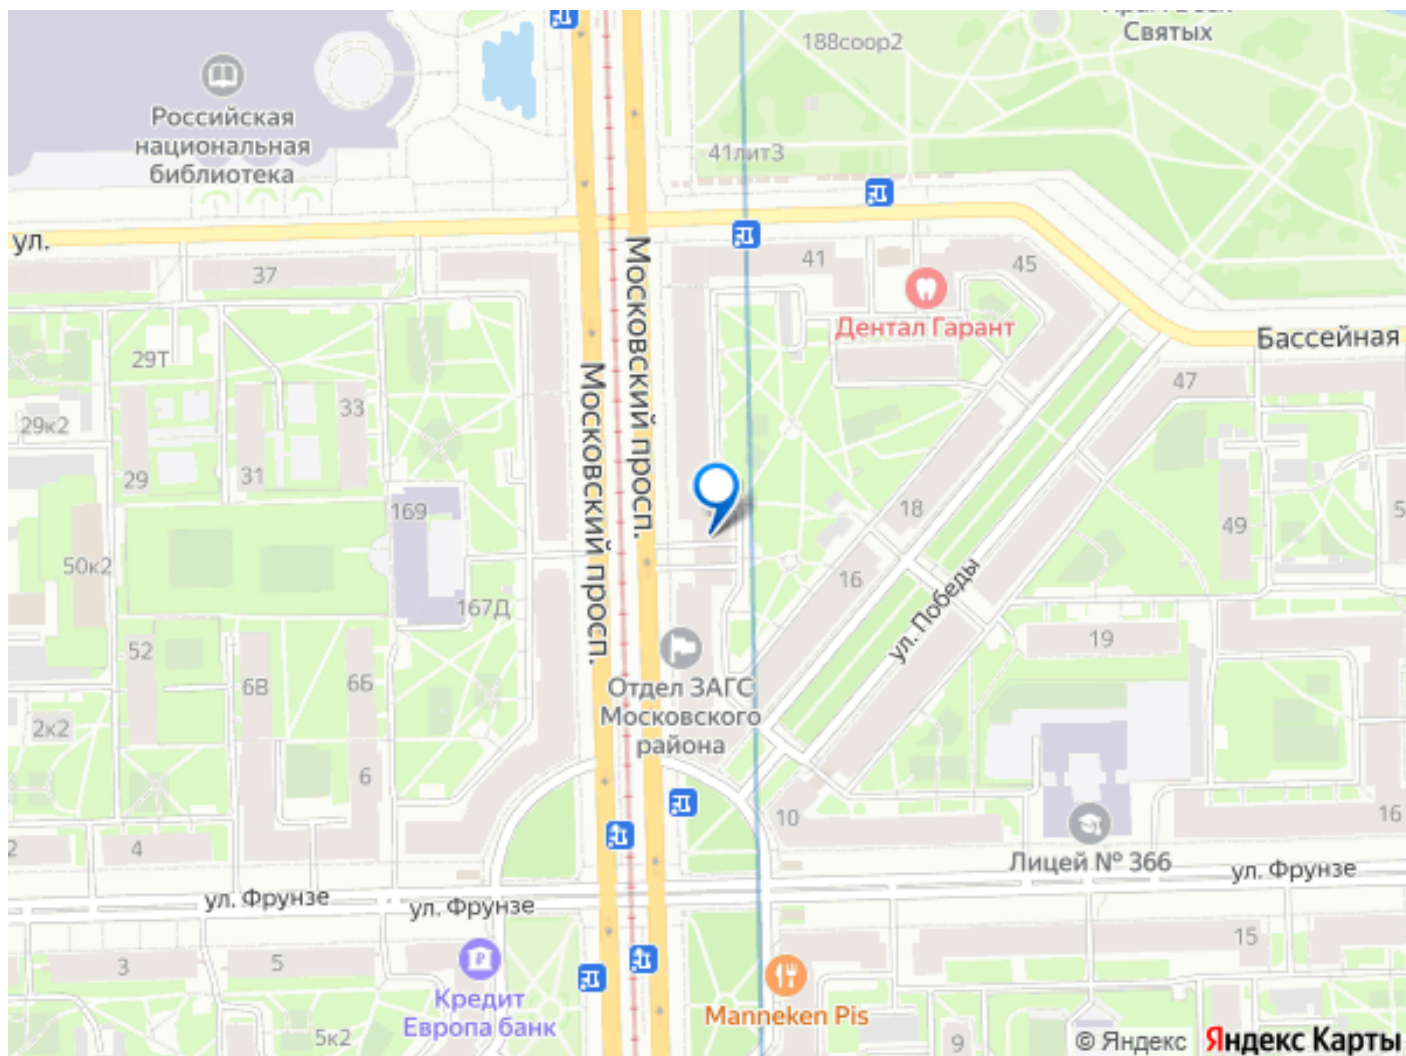 Святых
188соор2
Российская
национальная
библиотека
41лит3
ул.
37
41
45
Московский просп.
Московский просп.
Дентал Гарант
Бассейная
29Т
33
47
29к2
29
31
169
18
49
5
50к2
16
ул. Победы
167Д
52
6В
6Б
19
Отдел ЗАГС
Московского
района
2к2
6
10
16
2
4
Лицей № 366
ул. Фрунзе
ул. Фрунзе
ул. Фрунзе
3
5
15
Кредит
Европа банк
Manneken Pis
5к2
9
© Яндекс Яндекс Карты